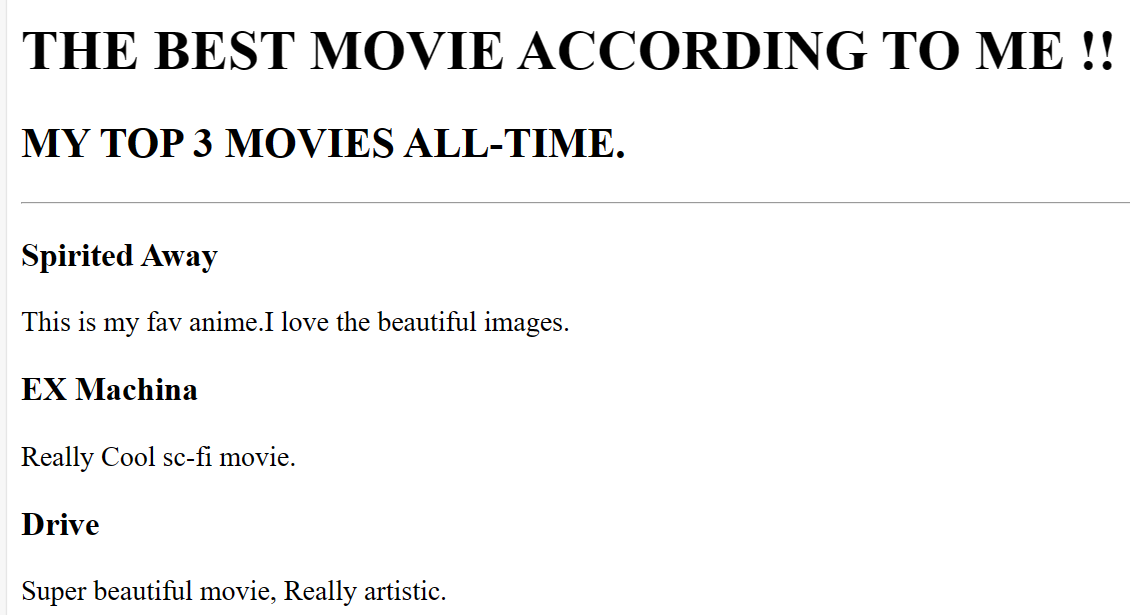 THE BEST MOVIE ACCORDING TO ME !!
MY TOP 3 MOVIES ALL-TIME.
Spirited Away
This is my fav anime.I love the beautiful images.
EX Machina
Really Cool sc-fi movie.
Drive
Super beautiful movie, Really artistic.